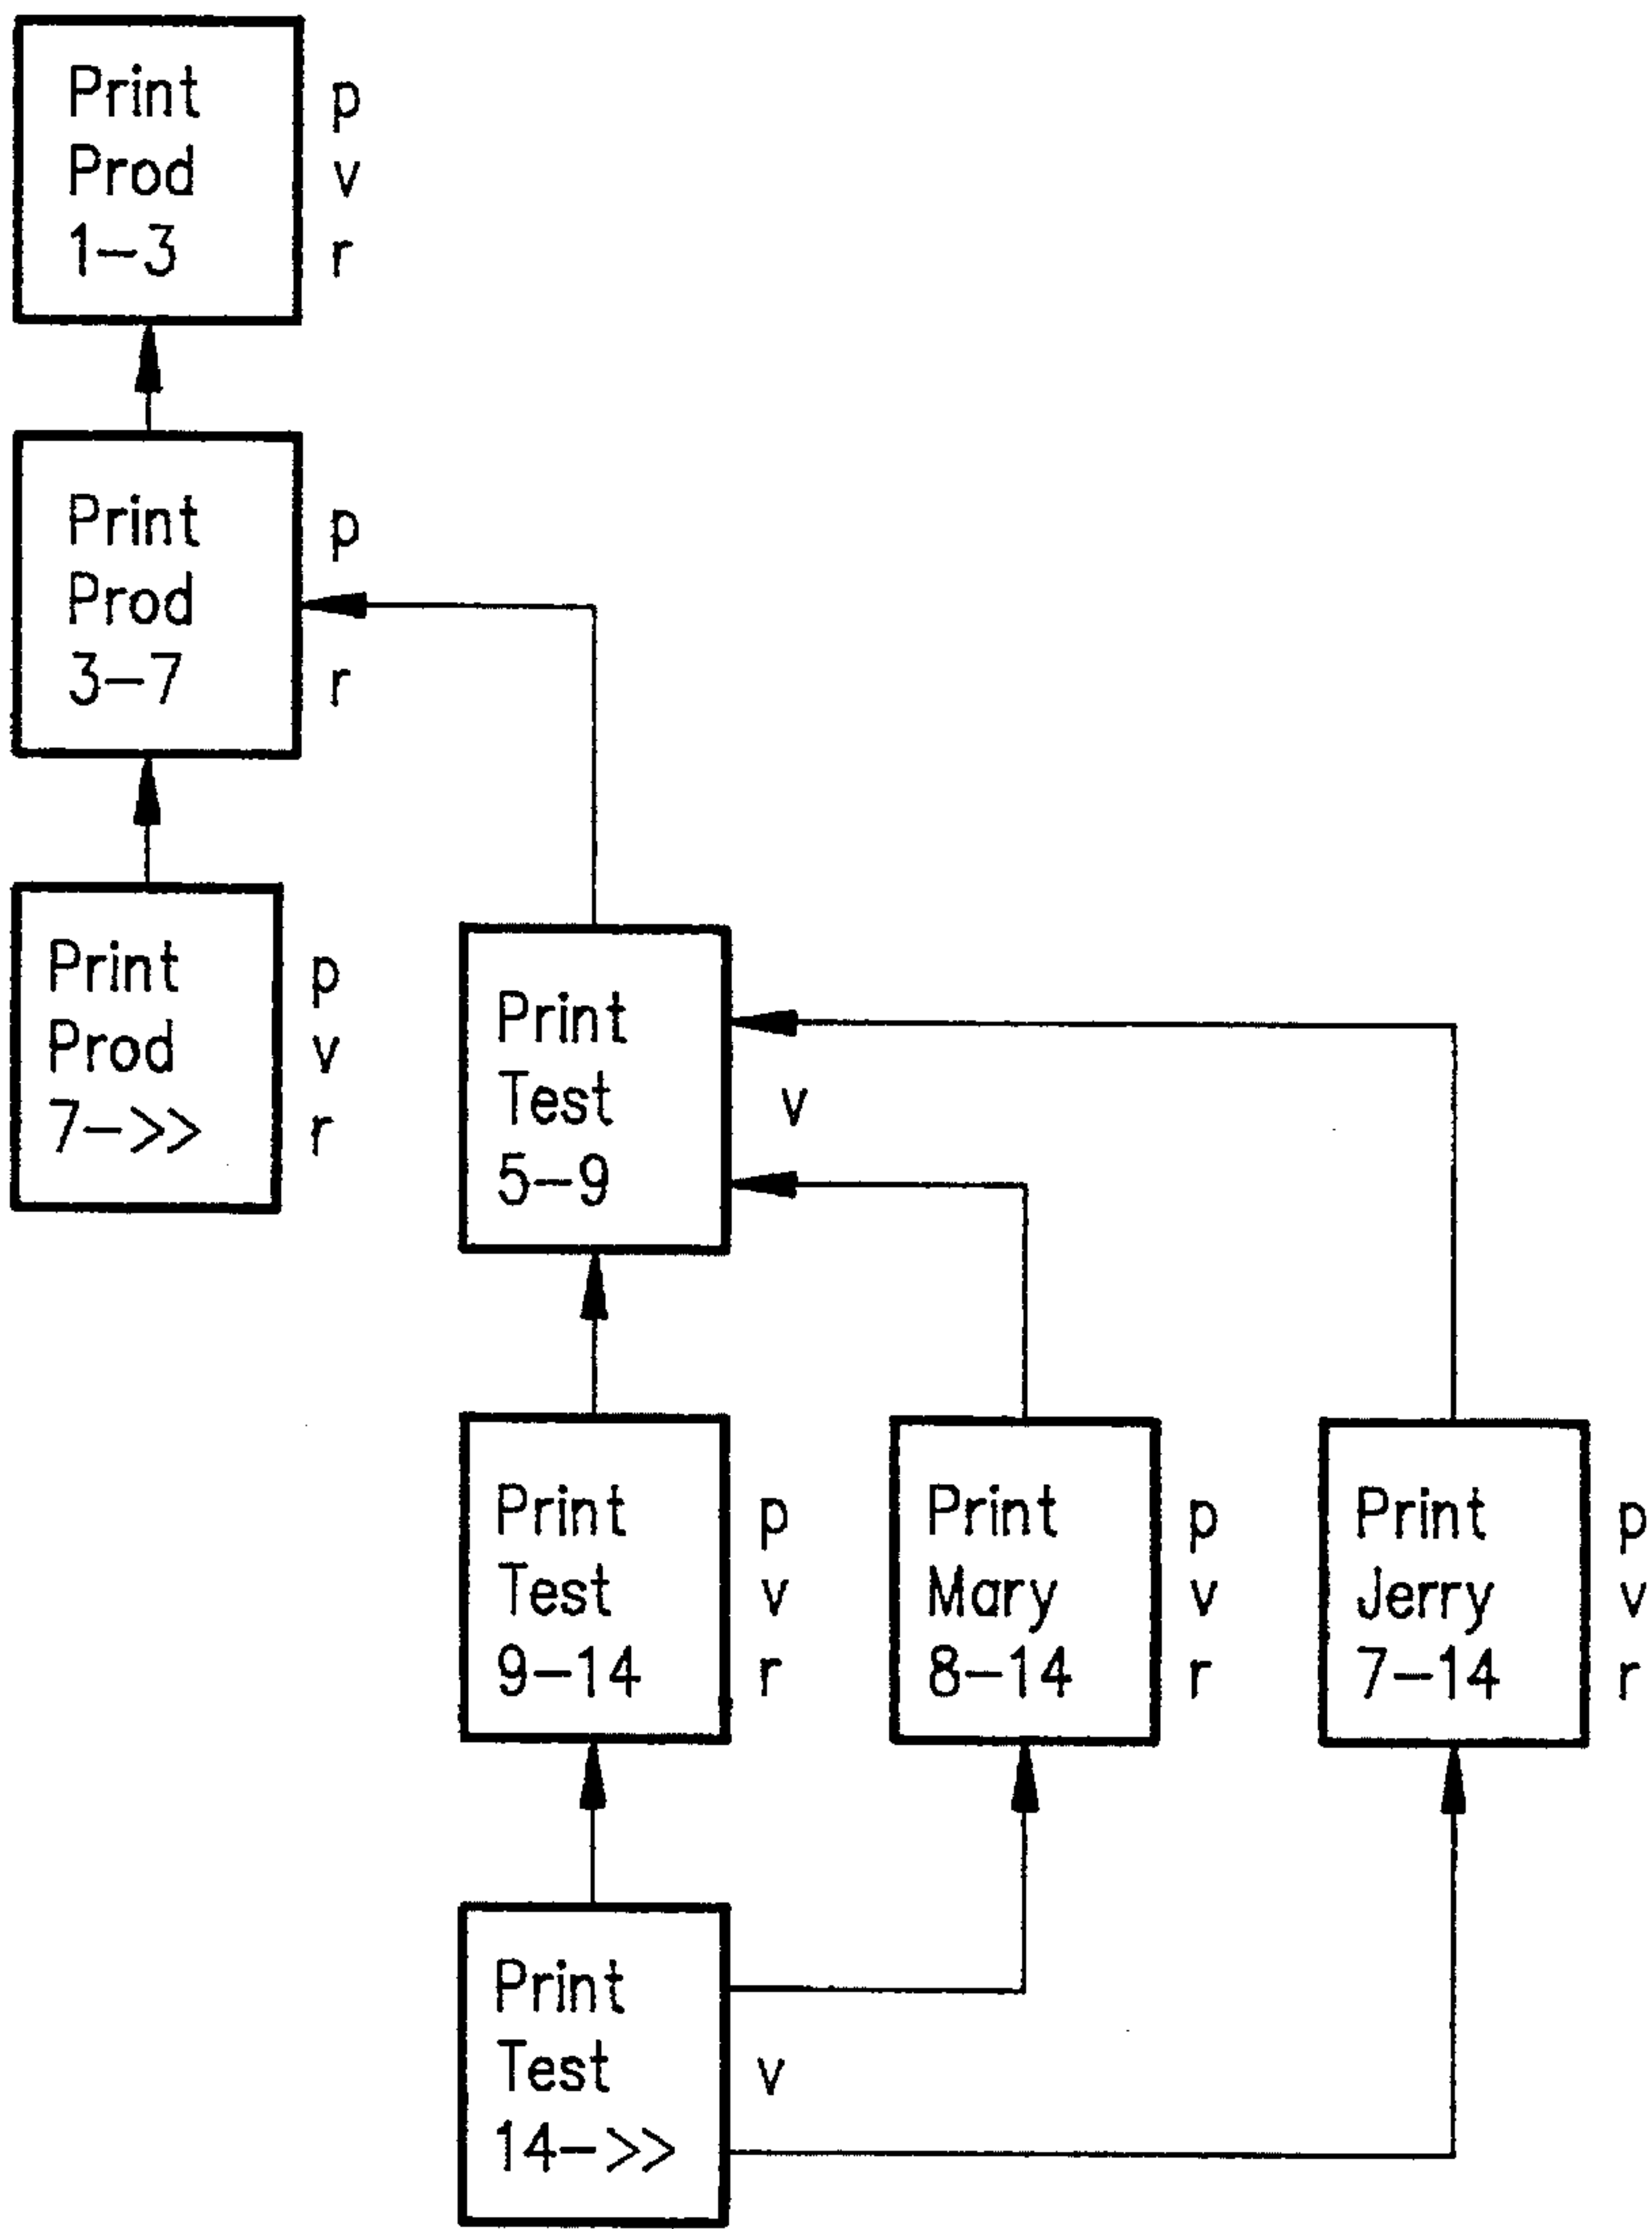 Print p
Prod v
1-3 r
Print p
Prod
3-7 r
Print p
Prod v
7->> r
Print
Test v
5-9
Print p
Test v
9-14 r
Print p
Mary v
8-14 r
Print p
Jerry v
7-14 r
Print
Test v
14->>